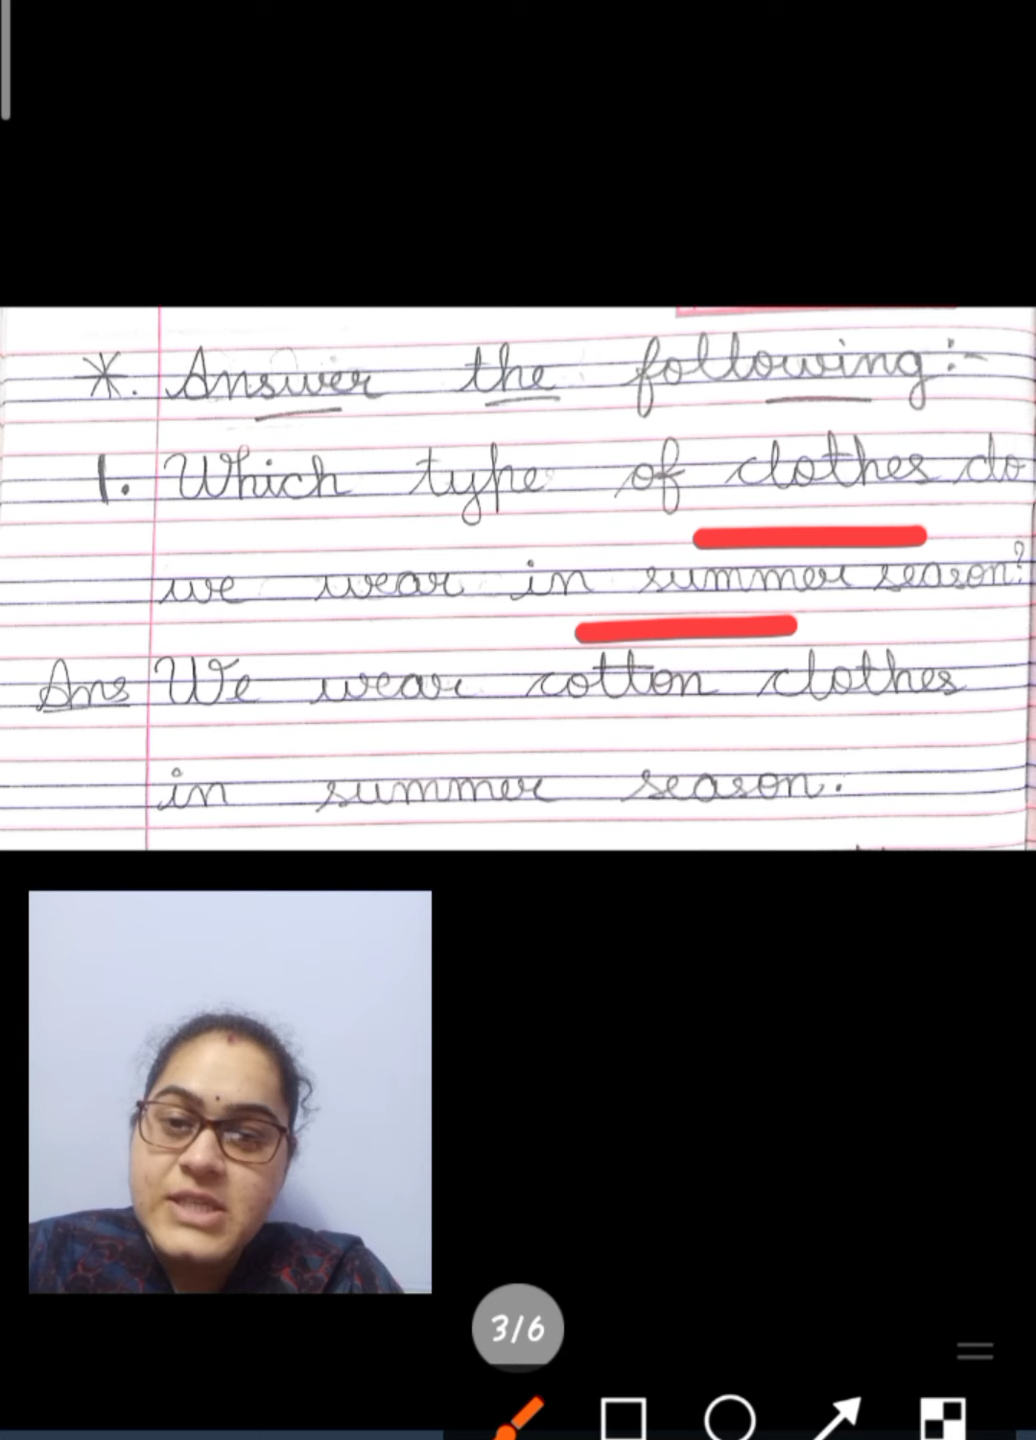 *. Answer the following:-
1. Which type of clothes do
we wear in summer season?
Ans We wear cotton clothes
in summer season.
3/6